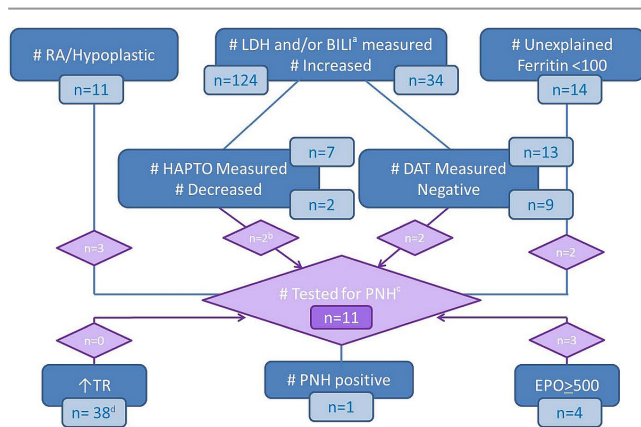 # RA/Hypoplastic
n=11
# LDH and/or BILIᵃ measured
# Increased
n=124
n=34
# Unexplained
Ferritin <100
n=14
# HAPTO Measured
# Decreased
n=7
n=2
# DAT Measured
Negative
n=13
n=9
n=3
n=2ᵇ
n=2
n=2
# Tested for PNHᶜ
n=11
n=0
n=3
↑TR
n= 38ᵈ
# PNH positive
n=1
EPO≥500
n=4